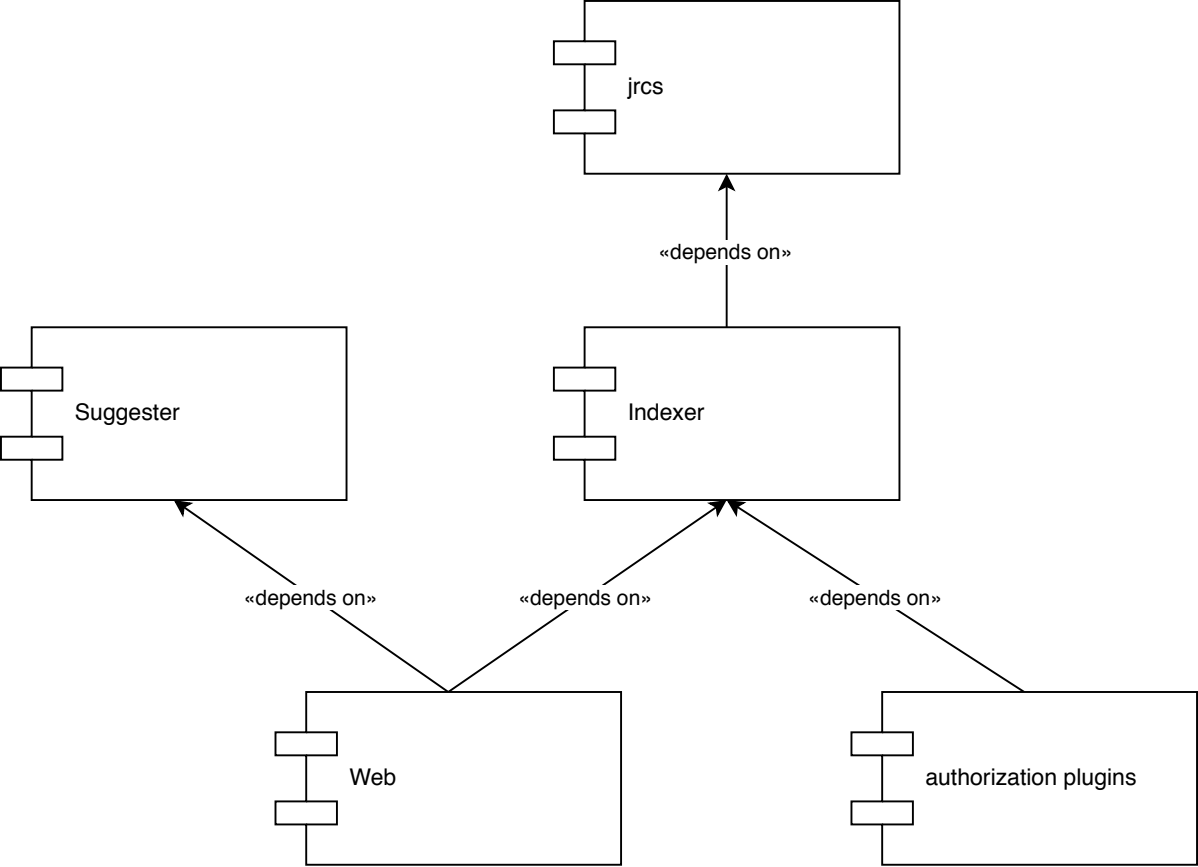 jrcs
«depends on»
Suggester
Indexer
«depends on»
«depends on»
«depends on»
Web
authorization plugins